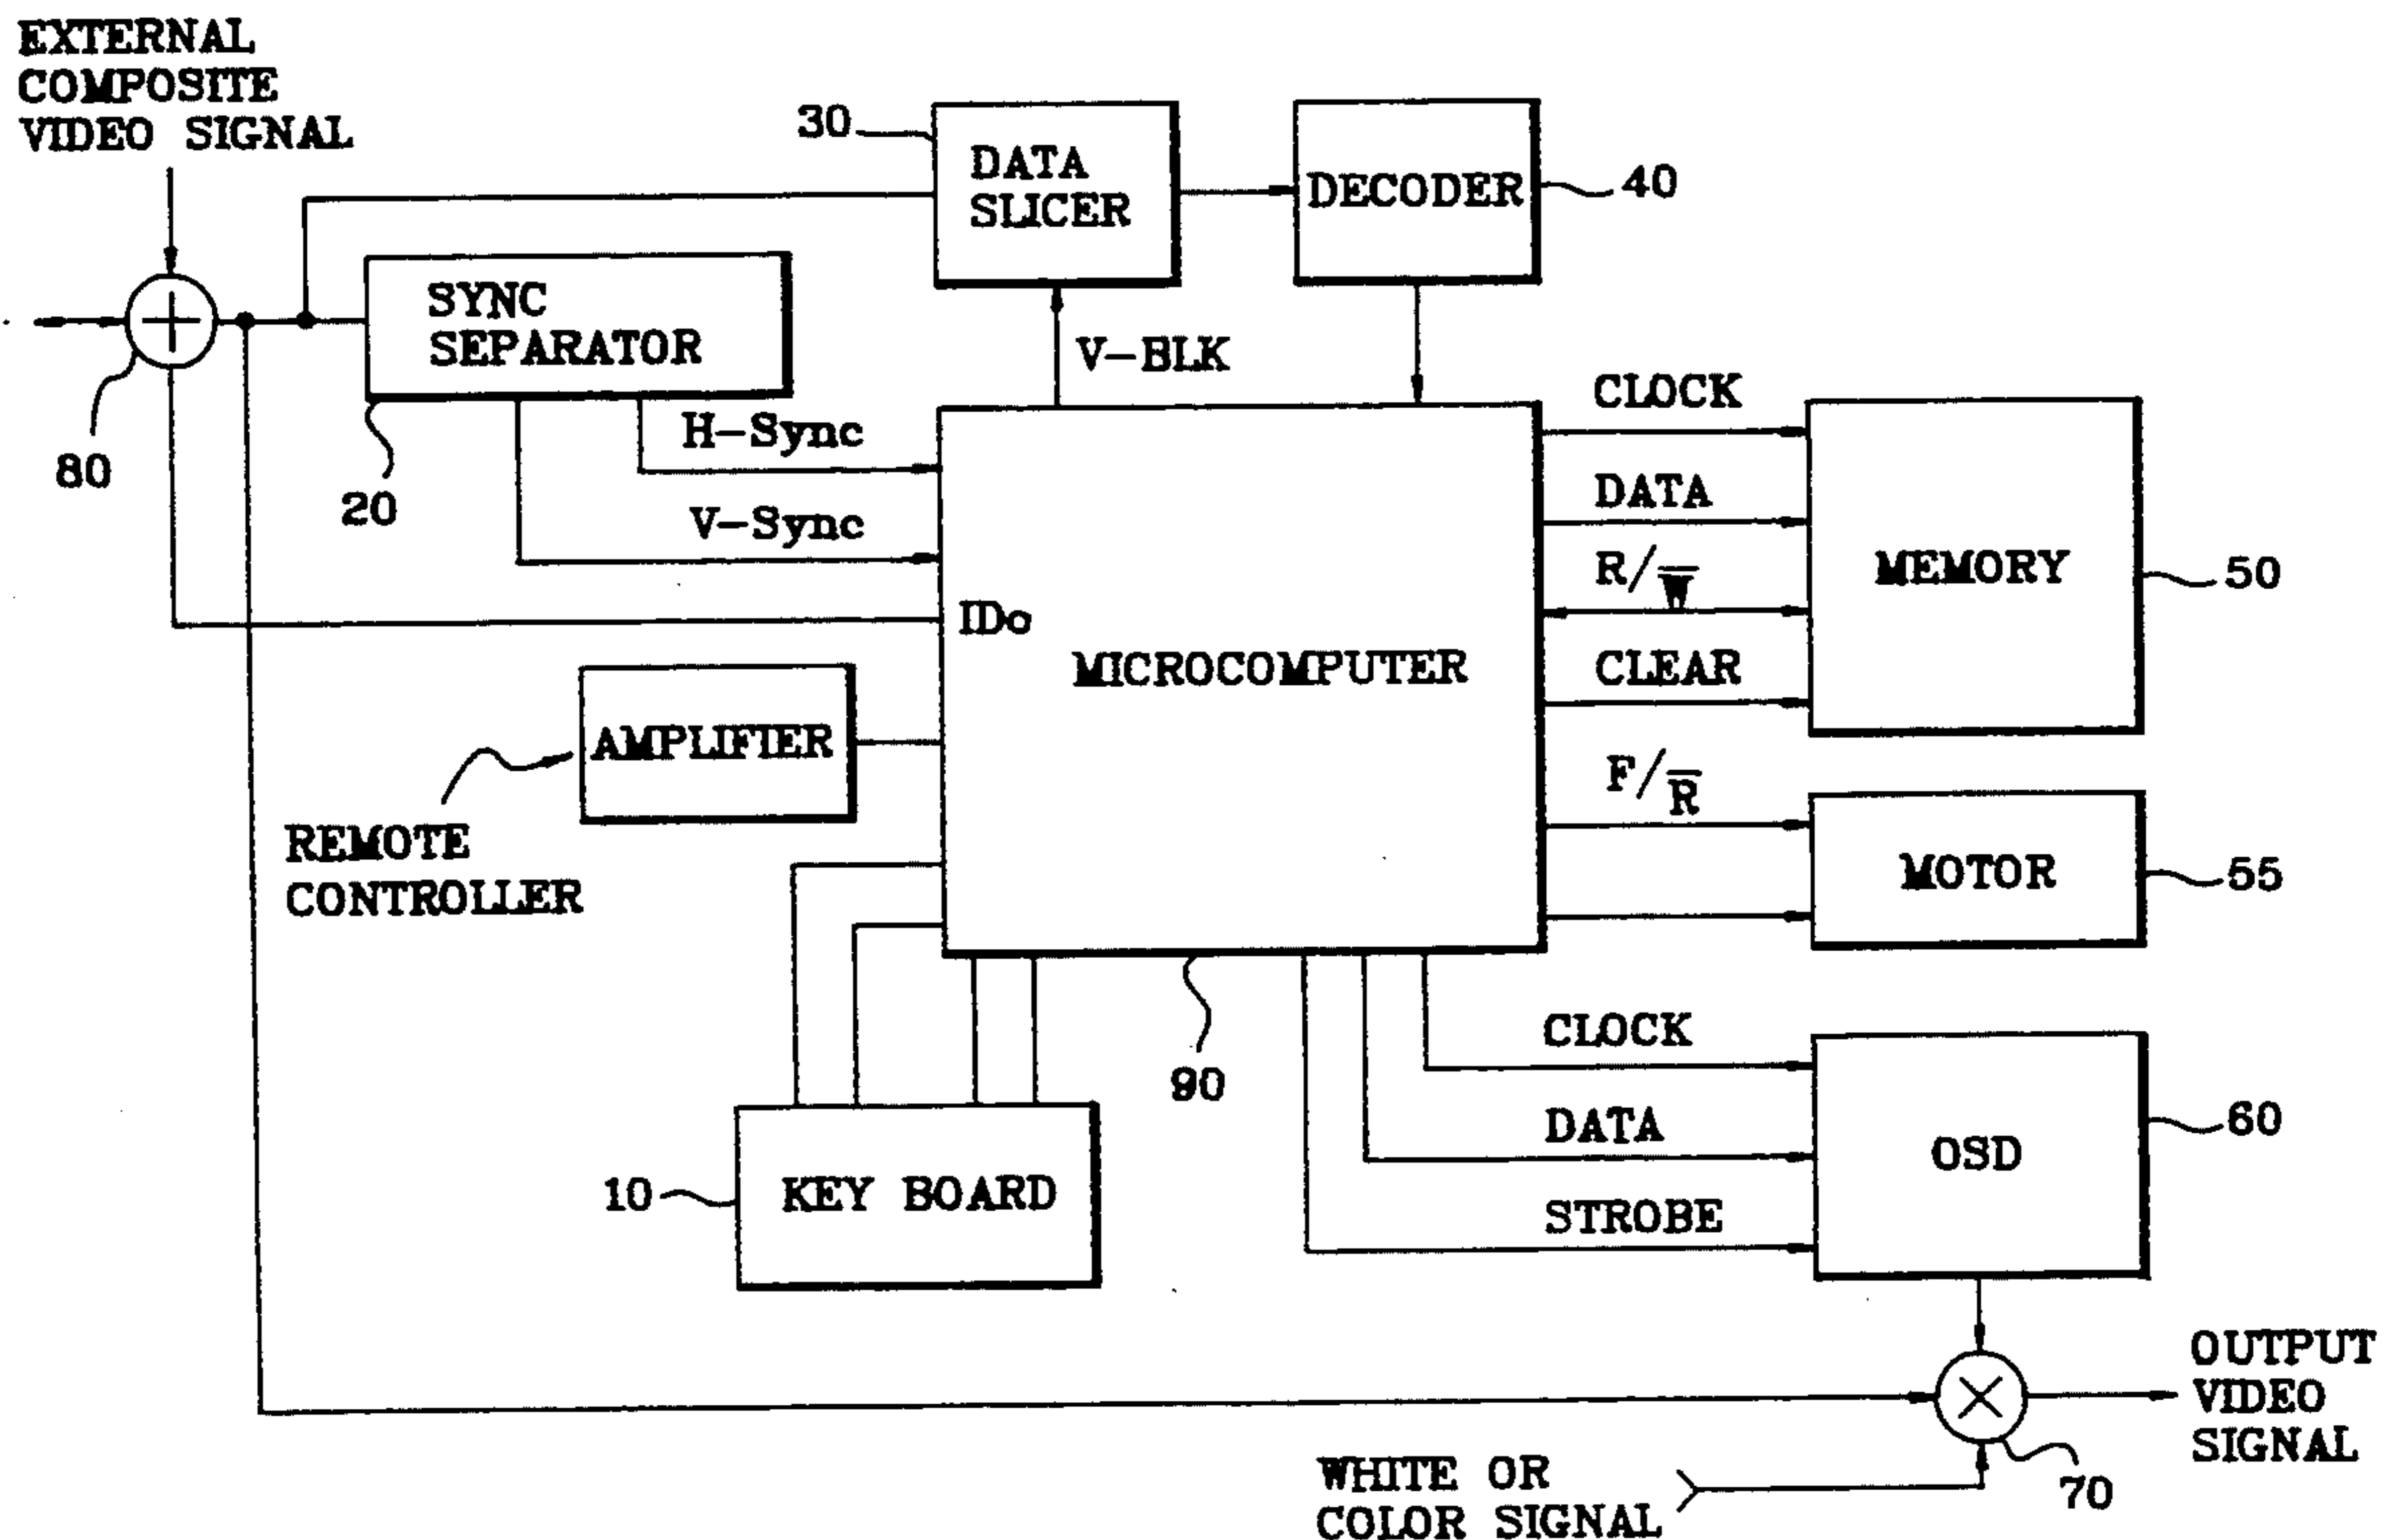 EXTERNAL
COMPOSITE
VIDEO SIGNAL
30
DATA
SLICER
DECODER
40
SYNC
SEPARATOR
V-BLK
80
20
H-Sync
V-Sync
IDo
MICROCOMPUTER
CLOCK
DATA
R/W̅
CLEAR
MEMORY
50
AMPLIFIER
REMOTE
CONTROLLER
F/R̅
MOTOR
55
90
CLOCK
DATA
STROBE
OSD
60
10
KEY BOARD
OUTPUT
VIDEO
SIGNAL
70
WHITE OR
COLOR SIGNAL